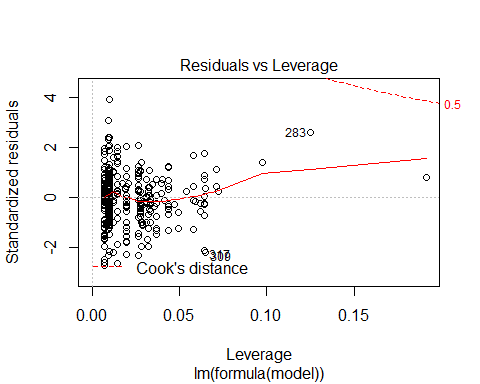 Residuals vs Leverage
Standardized residuals
4
2
0
-2
0.5
283
Cook's distance
0.00
0.05
0.10
0.15
Leverage
lm(formula(model))